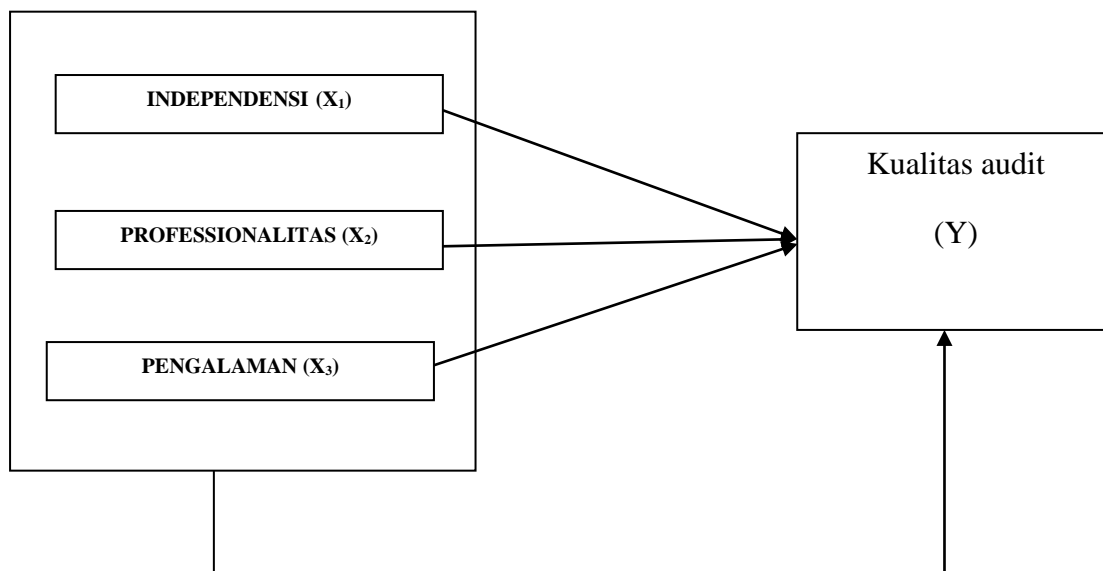 INDEPENDENSI (X₁)
PROFESSIONALITAS (X₂)
PENGALAMAN (X₃)
Kualitas audit
(Y)